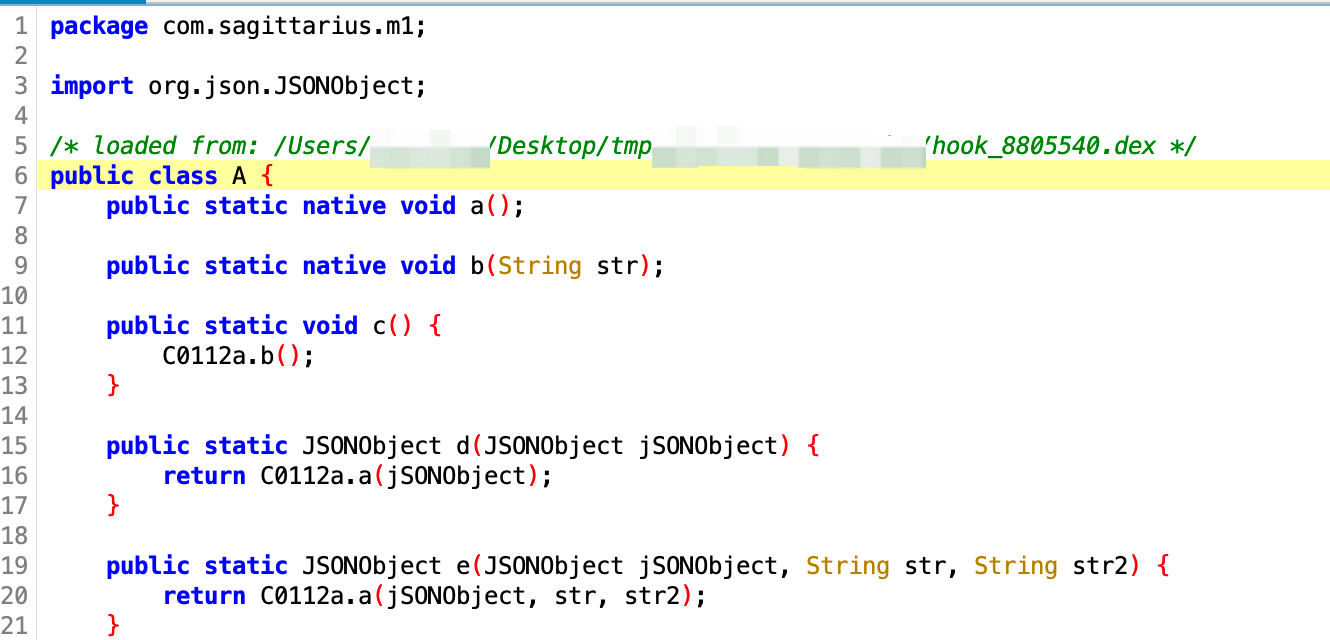 1 package com.sagittarius.m1;
2
3 import org.json.JSONObject;
4
5 /* loaded from: /Users/ /Desktop/tmp /hook_8805540.dex */
6 public class A {
7 public static native void a();
8
9 public static native void b(String str);
10
11 public static void c() {
12 C0112a.b();
13 }
14
15 public static JSONObject d(JSONObject jSONObject) {
16 return C0112a.a(jSONObject);
17 }
18
19 public static JSONObject e(JSONObject jSONObject, String str, String str2) {
20 return C0112a.a(jSONObject, str, str2);
21 }